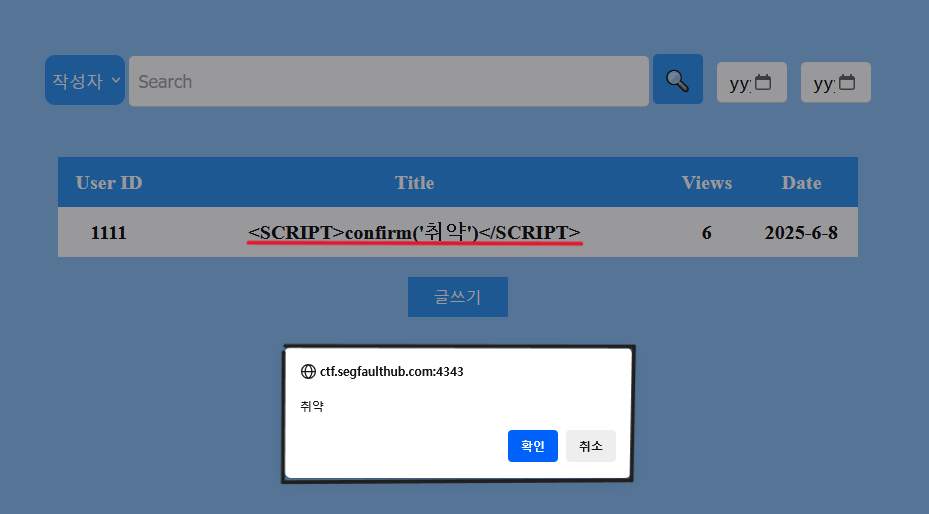 작성자 Search yy yy
User ID Title Views Date
1111 <SCRIPT>confirm('취약')</SCRIPT> 6 2025-6-8
글쓰기
ctf.segfaulthub.com:4343
취약
확인 취소